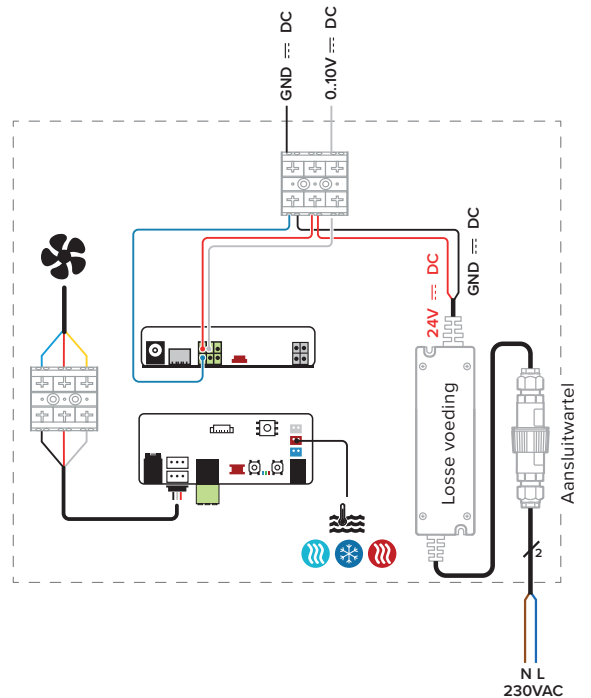 GND ⎓ DC
0..10V ⎓ DC
24V ⎓ DC
GND ⎓ DC
Losse voeding
Aansluitwartel
2
N L
230VAC